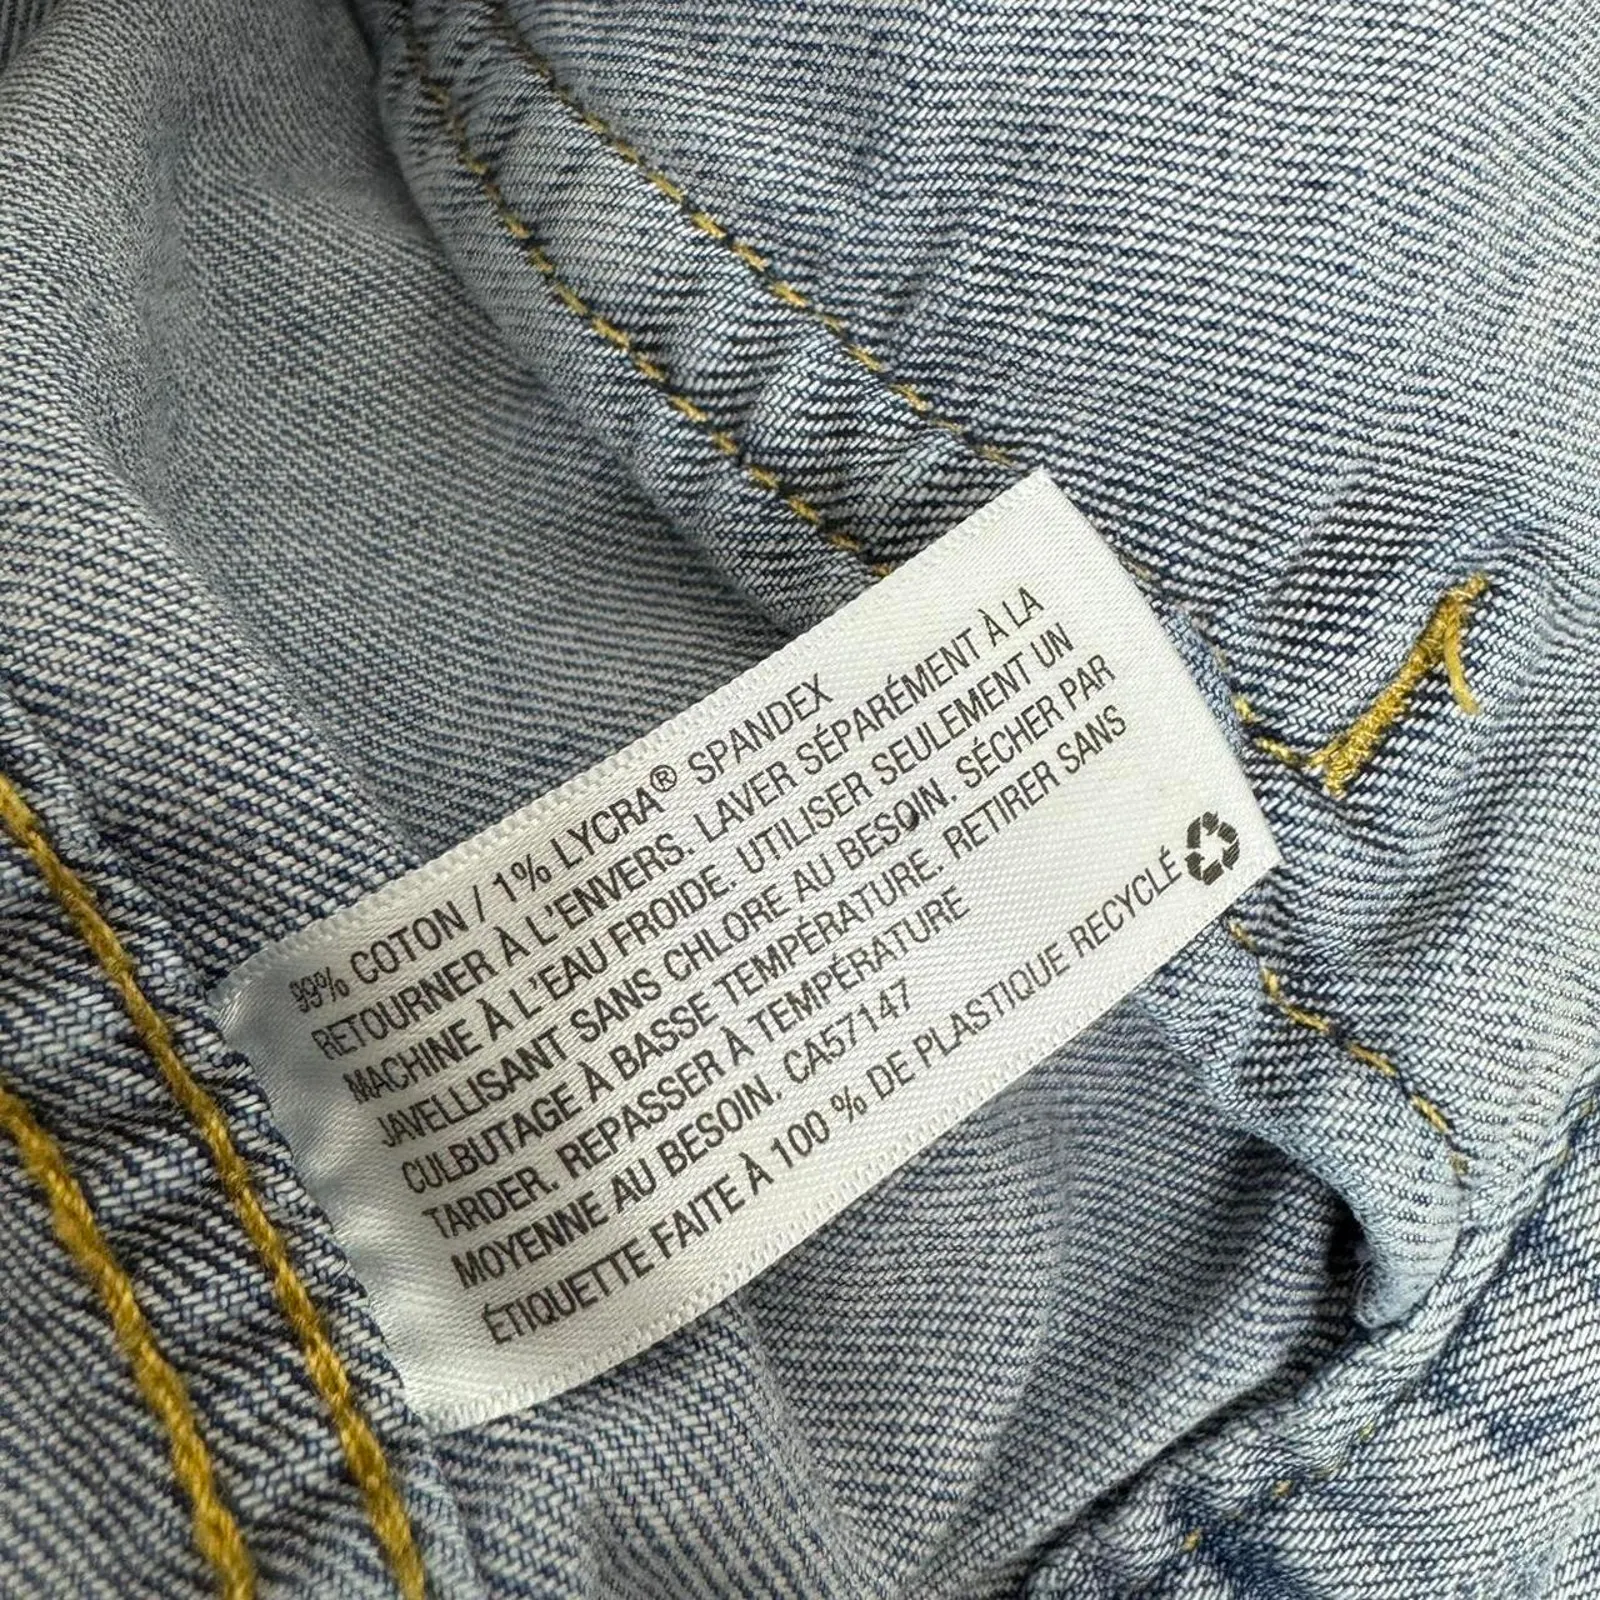 99% COTON / 1% LYCRA® SPANDEX
RETOURNER À L'ENVERS. LAVER SÉPARÉMENT À LA
MACHINE À L'EAU FROIDE. UTILISER SEULEMENT UN
JAVELLISANT SANS CHLORE AU BESOIN. SÉCHER PAR
CULBUTAGE À BASSE TEMPÉRATURE. RETIRER SANS
TARDER. REPASSER À TEMPÉRATURE
MOYENNE AU BESOIN. CA57147
ÉTIQUETTE FAITE À 100 % DE PLASTIQUE RECYCLÉ